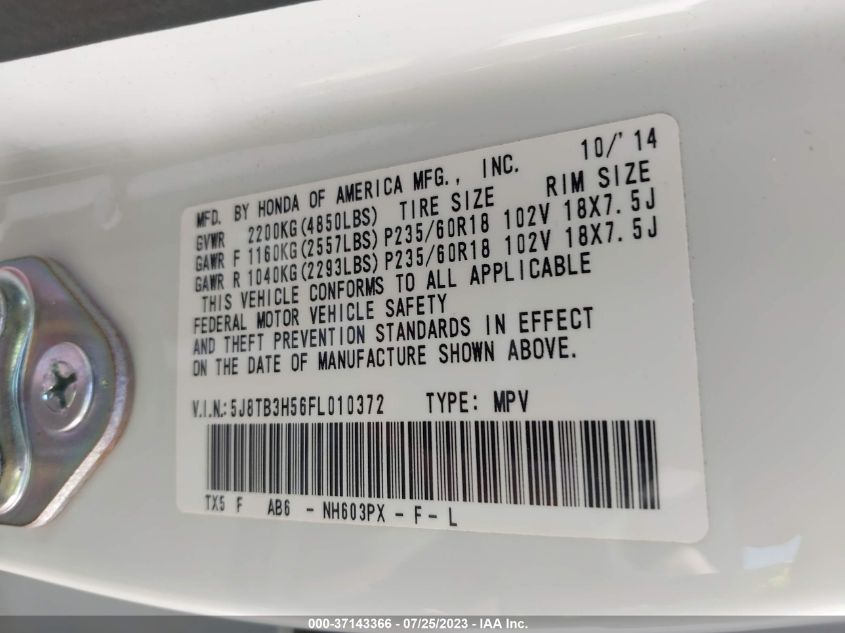 10/'14
MFD. BY HONDA OF AMERICA MFG., INC.
GVWR 2200KG(4850LBS) TIRE SIZE RIM SIZE
GAWR F 1160KG(2557LBS) P235/60R18 102V 18X7.5J
GAWR R 1040KG(2293LBS) P235/60R18 102V 18X7.5J
THIS VEHICLE CONFORMS TO ALL APPLICABLE
FEDERAL MOTOR VEHICLE SAFETY
AND THEFT PREVENTION STANDARDS IN EFFECT
ON THE DATE OF MANUFACTURE SHOWN ABOVE.
V.I.N.: 5J8TB3H56FL010372 TYPE: MPV
TX5 F AB6 - NH603PX - F - L
000-37143366 - 07/25/2023 - IAA Inc.